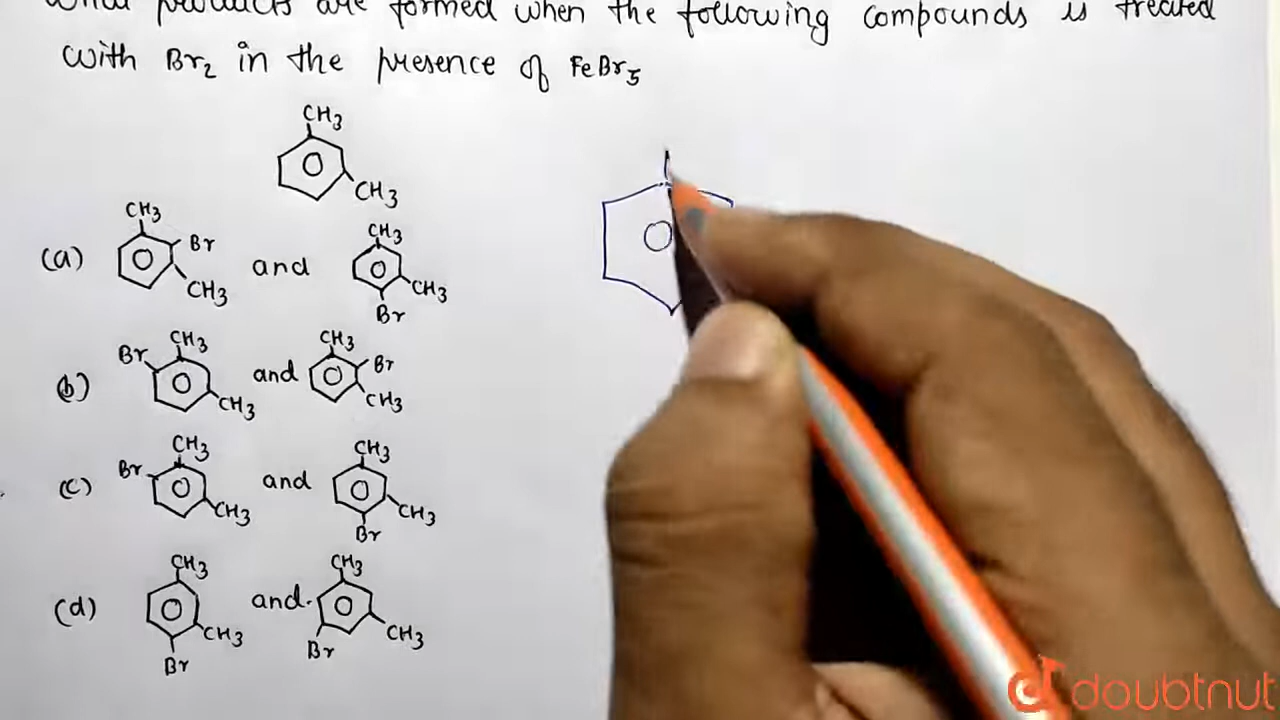 What products are formed when the following compounds is treated
with Br2 in the presence of FeBr5
CH3
CH3
(a) CH3 Br CH3 and CH3 CH3 Br
(b) Br CH3 CH3 and CH3 Br CH3
(c) Br CH3 CH3 and CH3 CH3 Br
(d) CH3 CH3 Br and CH3 CH3 Br
doubtnut